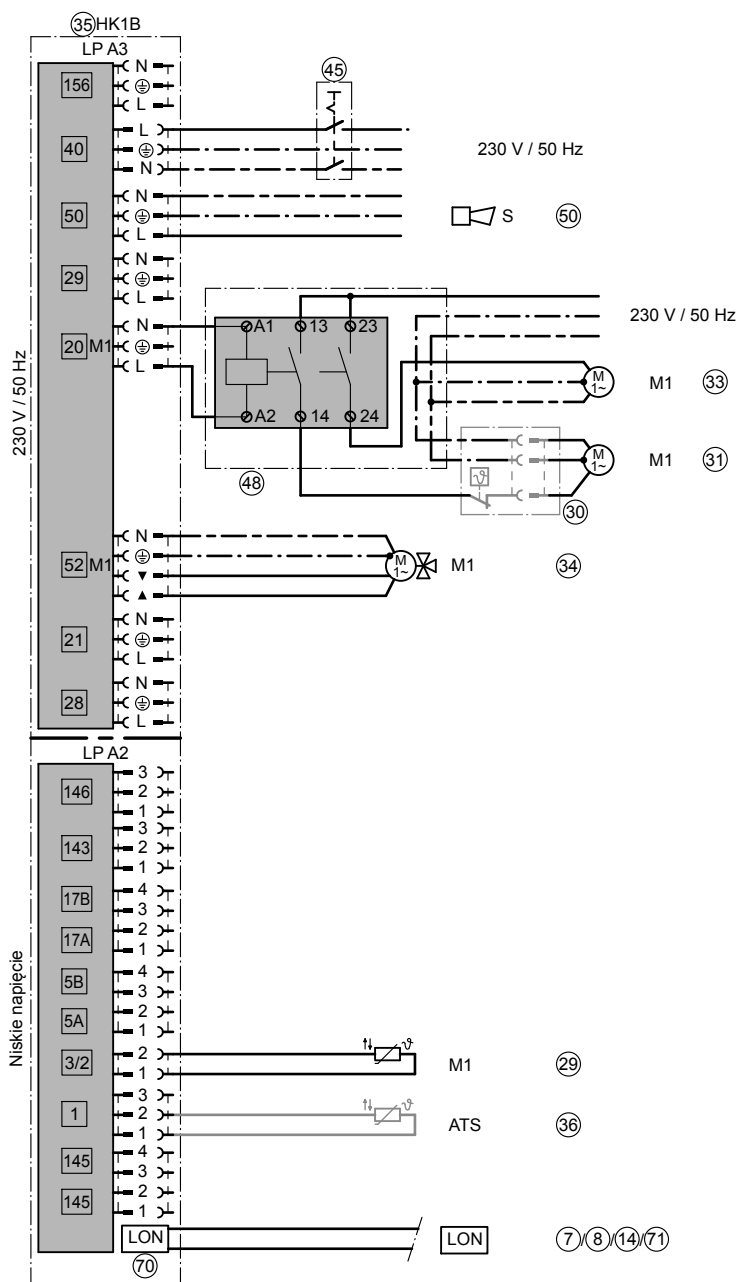 35 HK1B
LP A3
230 V / 50 Hz
156
N
L
45
40
L
N
230 V / 50 Hz
50
N
L
S
50
29
N
L
20 M1
N
L
A1 13 23
A2 14 24
48
230 V / 50 Hz
M 1~
M1
33
M 1~
M1
31
ϑ
30
52 M1
N
▼
▲
M 1~
M1
34
21
N
L
28
N
L
LP A2
Niskie napięcie
146
3
2
1
143
3
2
1
17B
4
3
17A
2
1
5B
4
3
5A
2
1
3/2
2
1
ϑ
M1
29
1
3
2
1
ϑ
ATS
36
145
4
3
145
2
1
LON
70
LON
7/8/14/71